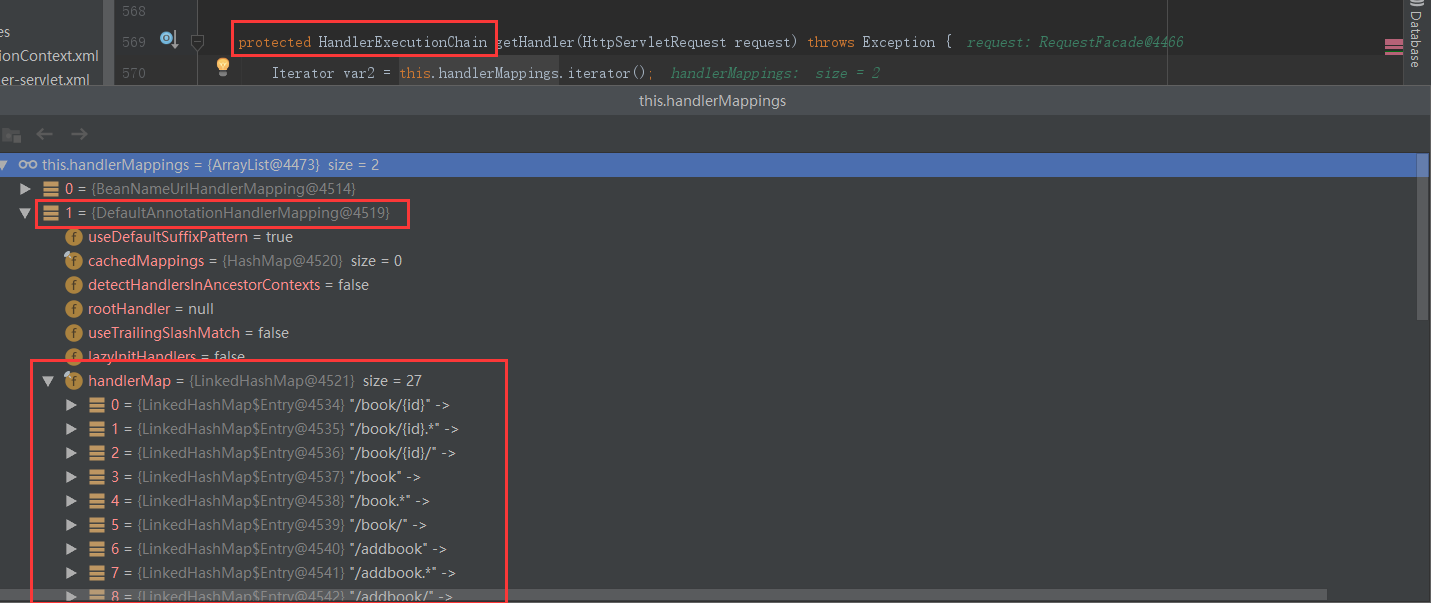 568
es
569 protected HandlerExecutionChain getHandler(HttpServletRequest request) throws Exception { request: RequestFacade@4466
ionContext.xml
570 Iterator var2 = this.handlerMappings.iterator(); handlerMappings: size = 2
er-servlet.xml
Database
this.handlerMappings
this.handlerMappings = {ArrayList@4473} size = 2
0 = {BeanNameUrlHandlerMapping@4514}
1 = {DefaultAnnotationHandlerMapping@4519}
useDefaultSuffixPattern = true
cachedMappings = {HashMap@4520} size = 0
detectHandlersInAncestorContexts = false
rootHandler = null
useTrailingSlashMatch = false
lazyInitHandlers = false
handlerMap = {LinkedHashMap@4521} size = 27
0 = {LinkedHashMap$Entry@4534} "/book/{id}" ->
1 = {LinkedHashMap$Entry@4535} "/book/{id}.*" ->
2 = {LinkedHashMap$Entry@4536} "/book/{id}/" ->
3 = {LinkedHashMap$Entry@4537} "/book" ->
4 = {LinkedHashMap$Entry@4538} "/book.*" ->
5 = {LinkedHashMap$Entry@4539} "/book/" ->
6 = {LinkedHashMap$Entry@4540} "/addbook" ->
7 = {LinkedHashMap$Entry@4541} "/addbook.*" ->
8 = {LinkedHashMap$Entry@4542} "/addbook/" ->